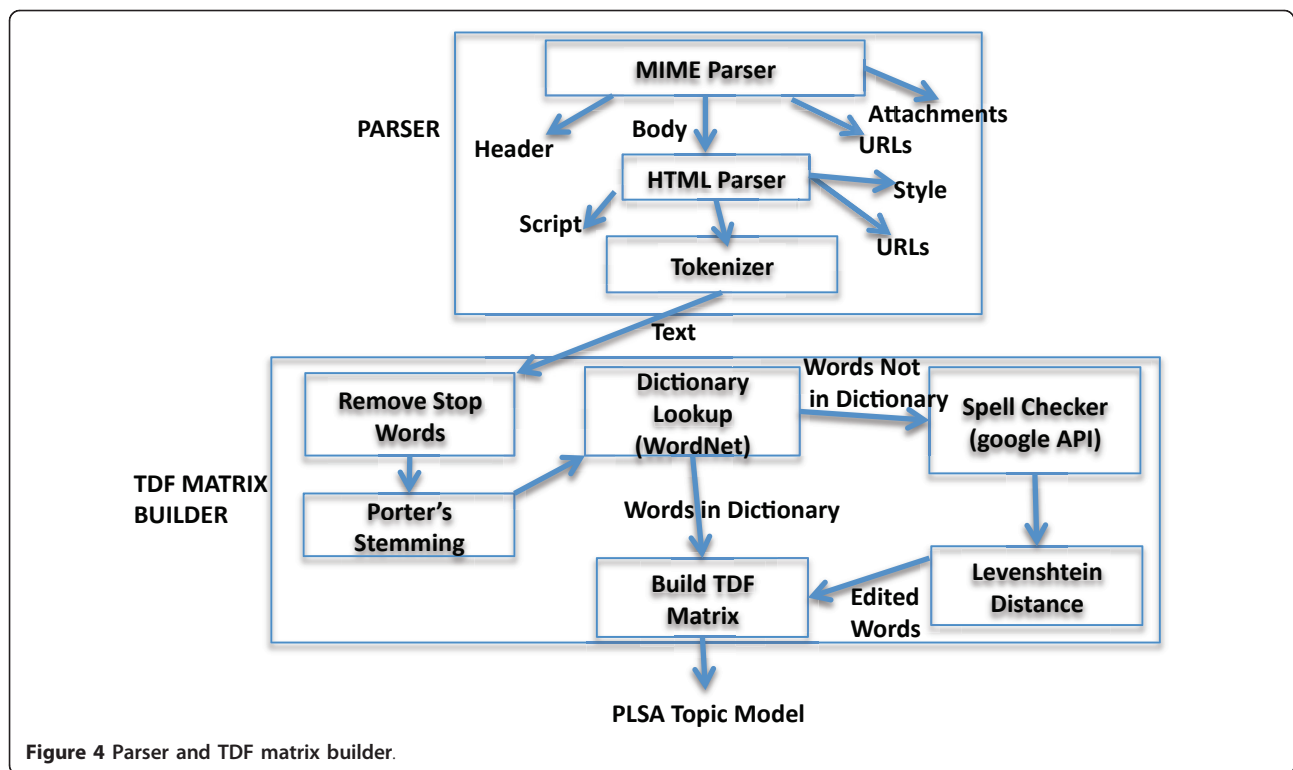 MIME Parser
PARSER
Attachments
Body
URLs
Header
HTML Parser
Style
Script
URLs
Tokenizer
Text
Words Not
in Dictionary
Remove Stop
Words
Dictionary
Lookup
(WordNet)
Spell Checker
(google API)
TDF MATRIX
BUILDER
Porter's
Stemming
Words in Dictionary
Build TDF
Matrix
Edited
Words
Levenshtein
Distance
PLSA Topic Model
Figure 4 Parser and TDF matrix builder.